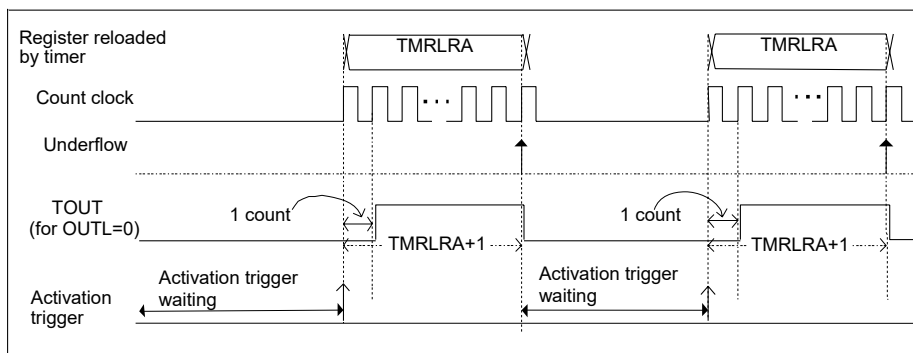 Register reloaded
by timer
TMRLRA
TMRLRA
Count clock
Underflow
TOUT
(for OUTL=0)
1 count
1 count
TMRLRA+1
TMRLRA+1
Activation trigger
waiting
Activation trigger
waiting
Activation
trigger